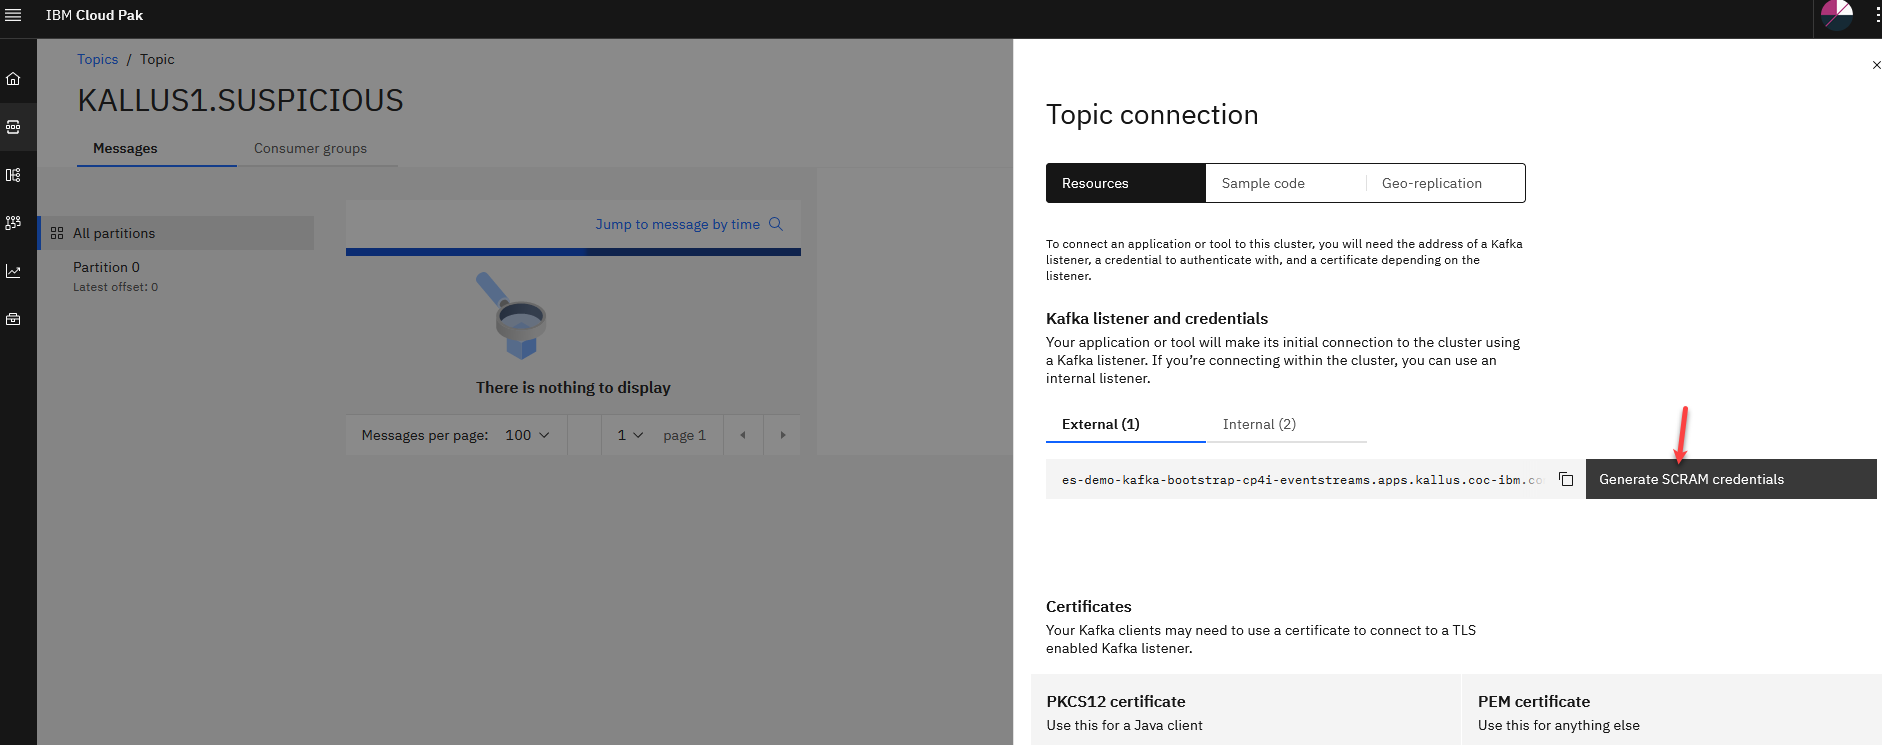 IBM Cloud Pak
Topics / Topic
KALLUS1.SUSPICIOUS
Messages
Consumer groups
All partitions
Partition 0
Latest offset: 0
Jump to message by time
There is nothing to display
Messages per page: 100
1
page 1
Topic connection
Resources
Sample code
Geo-replication
To connect an application or tool to this cluster, you will need the address of a Kafka
listener, a credential to authenticate with, and a certificate depending on the
listener.
Kafka listener and credentials
Your application or tool will make its initial connection to the cluster using
a Kafka listener. If you’re connecting within the cluster, you can use an
internal listener.
External (1)
Internal (2)
es-demo-kafka-bootstrap-cp4i-eventstreams.apps.kallus.coc-ibm.co
Generate SCRAM credentials
Certificates
Your Kafka clients may need to use a certificate to connect to a TLS
enabled Kafka listener.
PKCS12 certificate
Use this for a Java client
PEM certificate
Use this for anything else